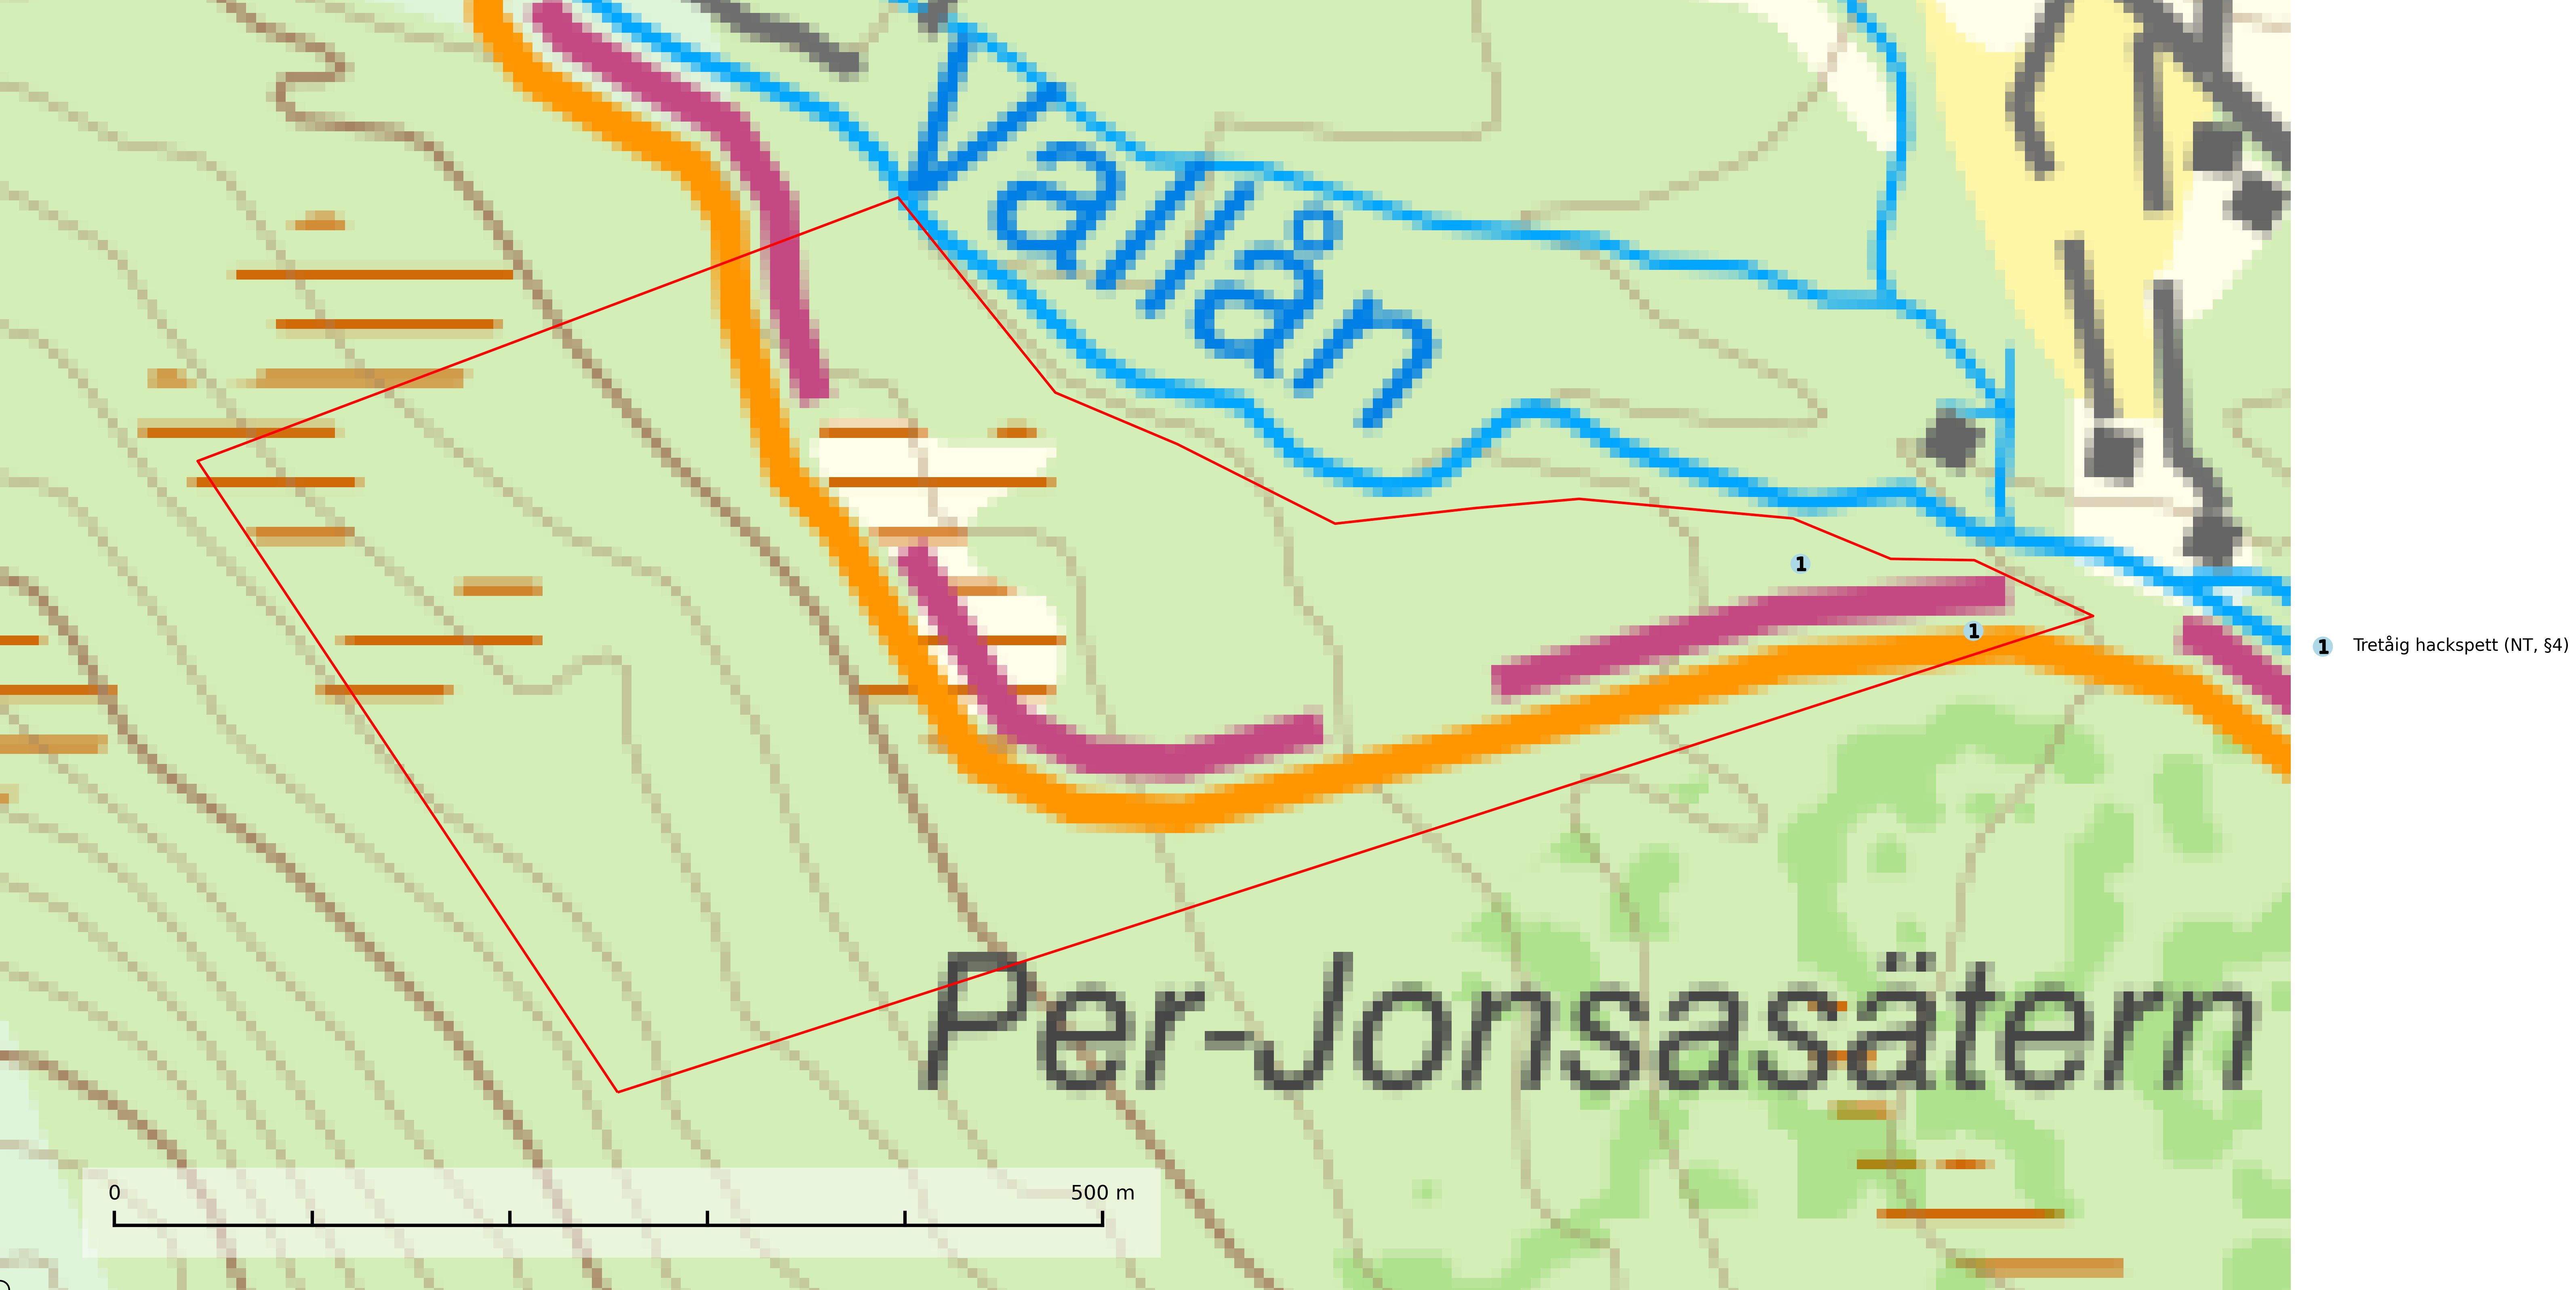 Vallån
1
1
1 Tretåig hackspett (NT, §4)
Per-Jonsasätern
0 500 m